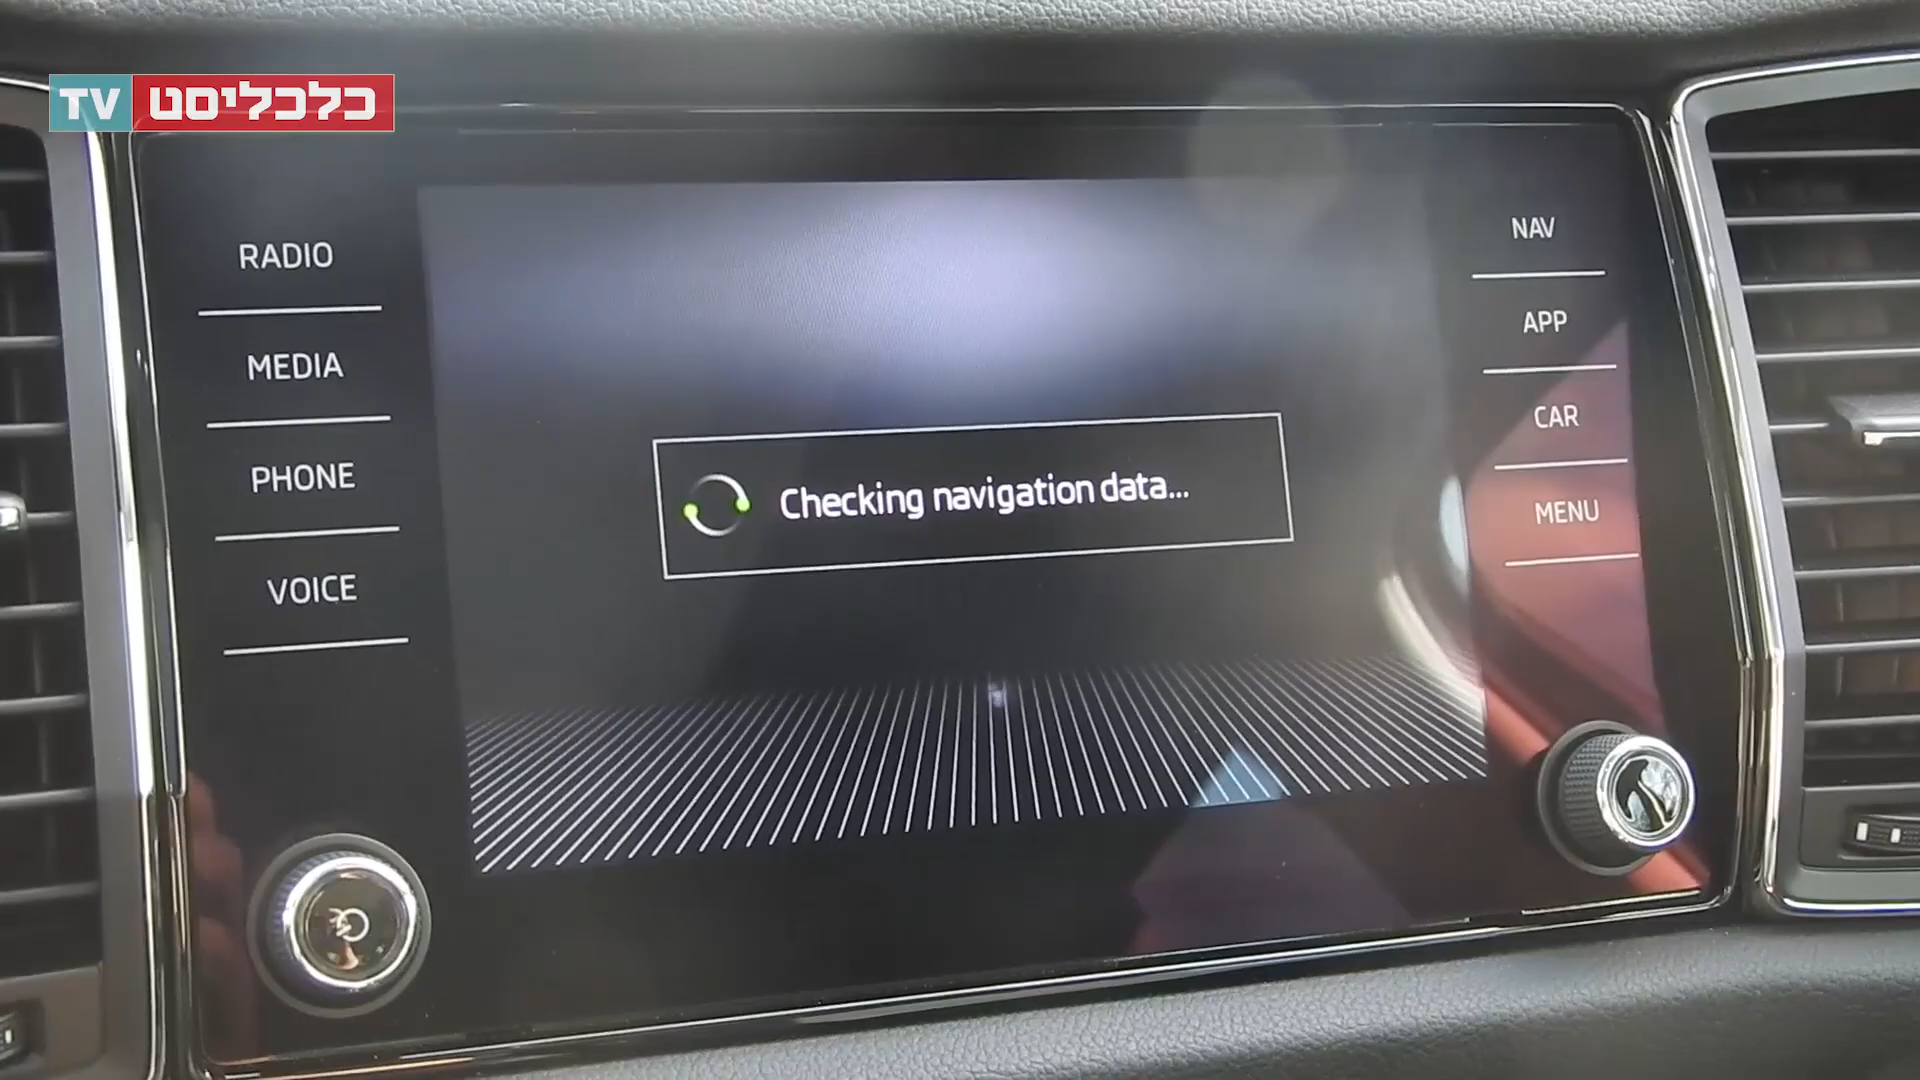 TV כלכליסט
RADIO
MEDIA
PHONE
VOICE
Checking navigation data...
NAV
APP
CAR
MENU